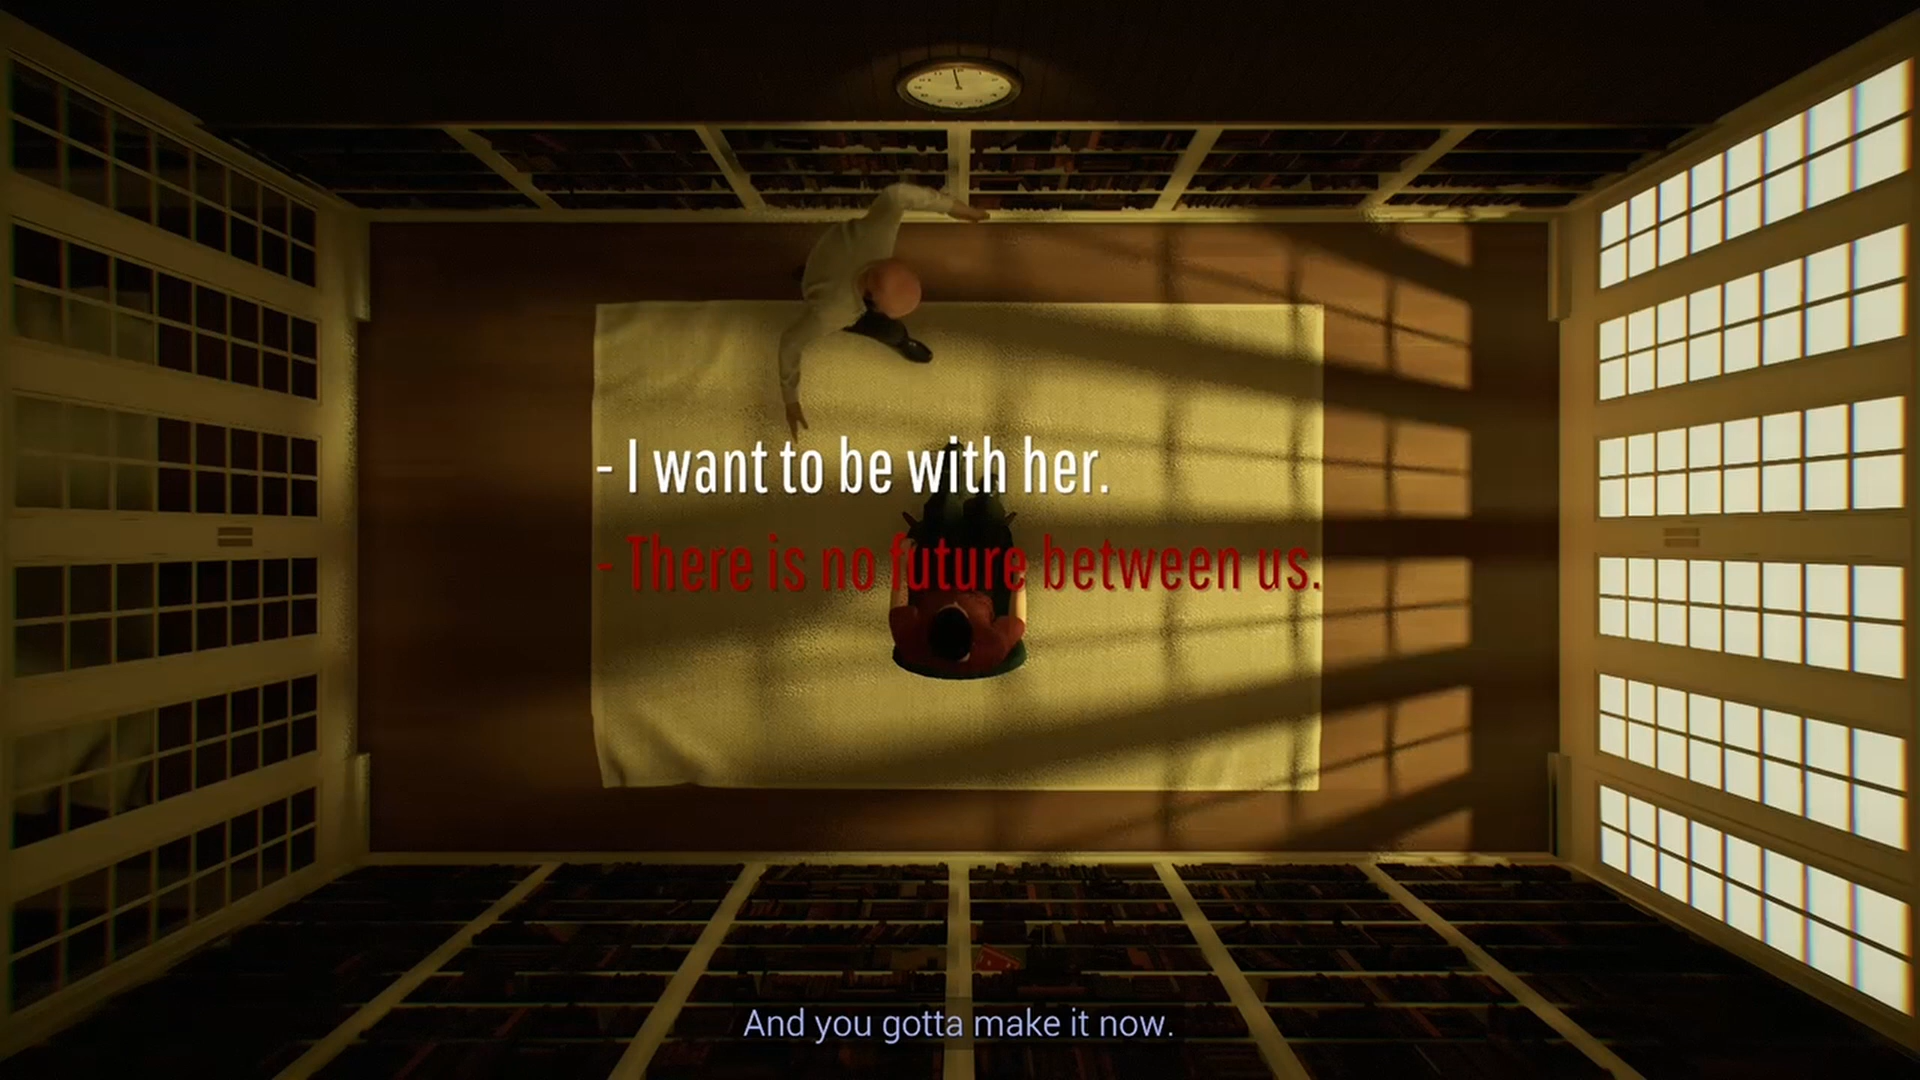 - I want to be with her.
- There is no future between us.
And you gotta make it now.